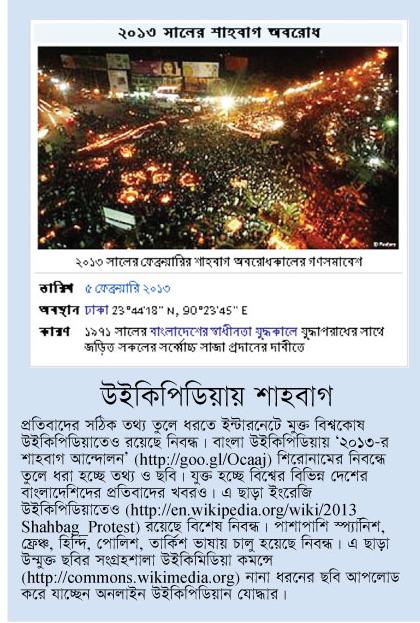 ২০১৩ সালের শাহবাগ অবরোধ
২০১৩ সালের ফেব্রুয়ারির শাহবাগ অবরোধকালের গণসমাবেশ
তারিখ ৫ ফেব্রুয়ারি ২০১৩
অবস্থান ঢাকা 23°44'18" N, 90°23'45" E
কারণ ১৯৭১ সালের বাংলাদেশের স্বাধীনতা যুদ্ধকালে যুদ্ধাপরাধের সাথে
জড়িত সকলের সর্বোচ্চ সাজা প্রদানের দাবীতে
উইকিপিডিয়ায় শাহবাগ
প্রতিবাদের সঠিক তথ্য তুলে ধরতে ইন্টারনেটে মুক্ত বিশ্বকোষ
উইকিপিডিয়াতেও রয়েছে নিবন্ধ। বাংলা উইকিপিডিয়ায় ‘২০১৩-র
শাহবাগ আন্দোলন’ (http://goo.gl/Ocaaj) শিরোনামের নিবন্ধে
তুলে ধরা হচ্ছে তথ্য ও ছবি। যুক্ত হচ্ছে বিশ্বের বিভিন্ন দেশের
বাংলাদেশিদের প্রতিবাদের খবরও। এ ছাড়া ইংরেজি
উইকিপিডিয়াতেও (http://en.wikipedia.org/wiki/2013_
Shahbag_Protest) রয়েছে বিশেষ নিবন্ধ। পাশাপাশি স্প্যানিশ,
ফ্রেঞ্চ, হিন্দি, পোলিশ, তার্কিশ ভাষায় চালু হয়েছে নিবন্ধ। এ ছাড়া
উন্মুক্ত ছবির সংগ্রহশালা উইকিমিডিয়া কমন্সে
(http://commons.wikimedia.org) নানা ধরনের ছবি আপলোড
করে যাচ্ছেন অনলাইন উইকিপিডিয়ান যোদ্ধার।